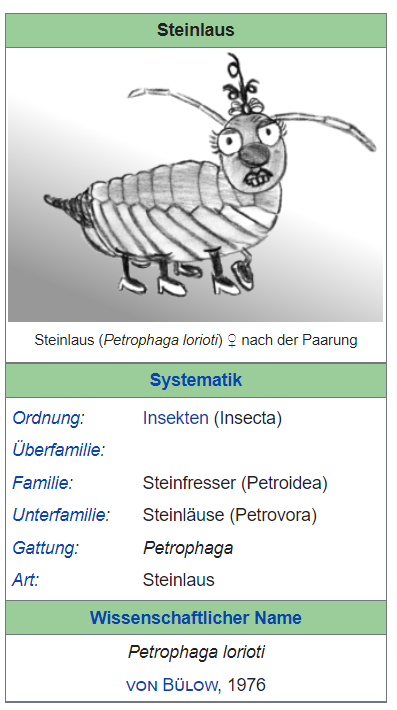 Steinlaus
Steinlaus (Petrophaga lorioti) ♀ nach der Paarung
Systematik
Ordnung: Insekten (Insecta)
Überfamilie:
Familie: Steinfresser (Petroidea)
Unterfamilie: Steinläuse (Petrovora)
Gattung: Petrophaga
Art: Steinlaus
Wissenschaftlicher Name
Petrophaga lorioti
von Bülow, 1976